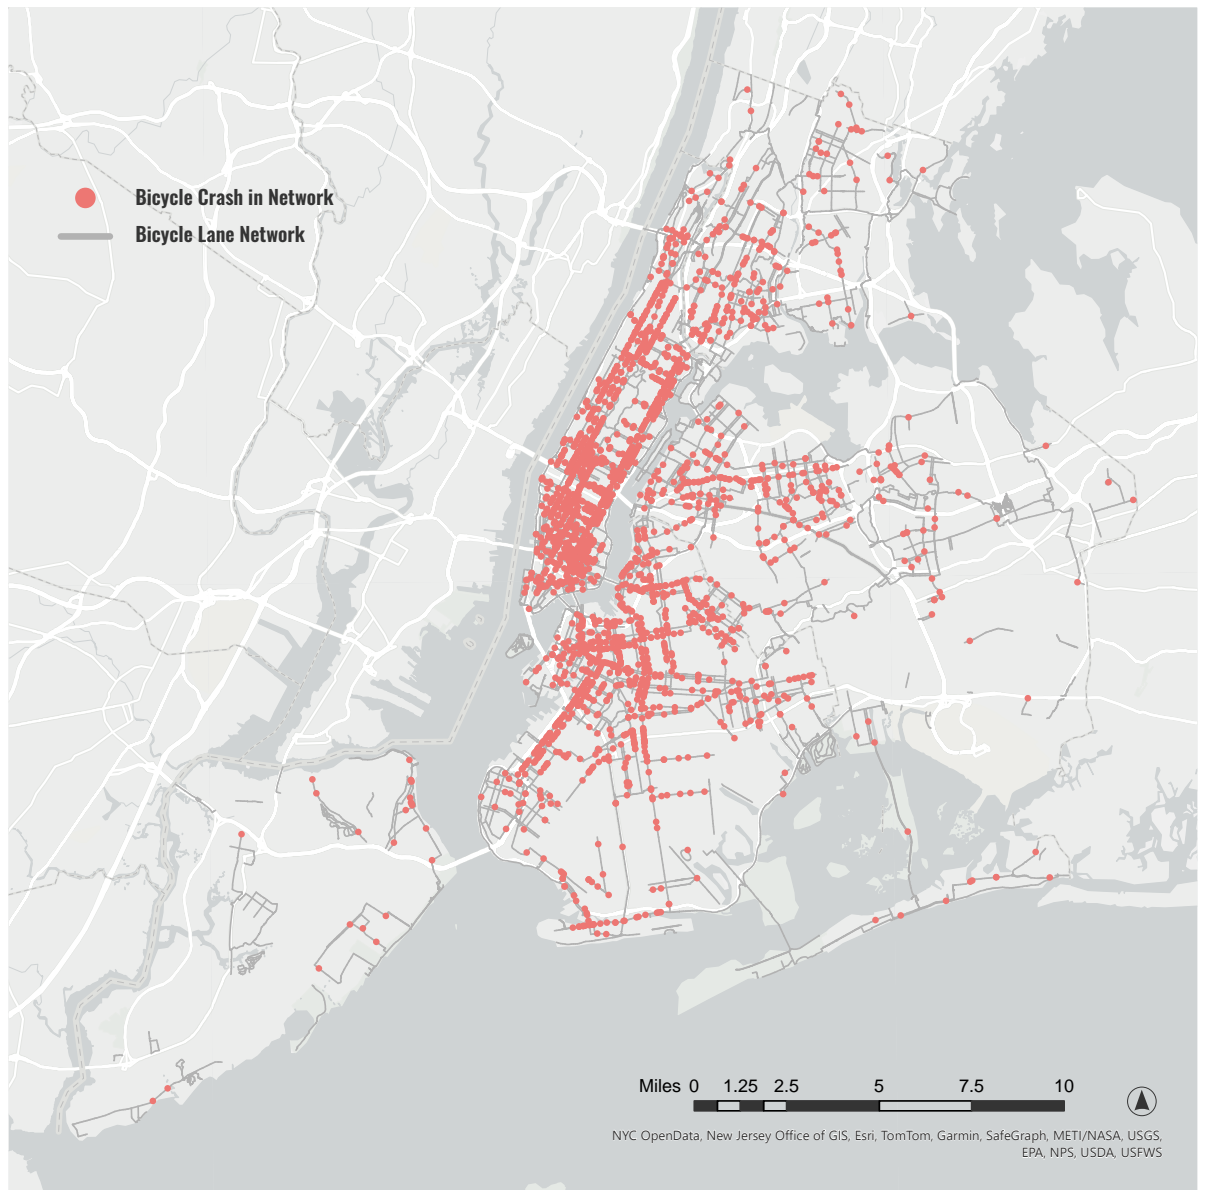 Bicycle Crash in Network
Bicycle Lane Network
Miles 0 1.25 2.5 5 7.5 10
NYC OpenData, New Jersey Office of GIS, Esri, TomTom, Garmin, SafeGraph, METI/NASA, USGS,
EPA, NPS, USDA, USFWS